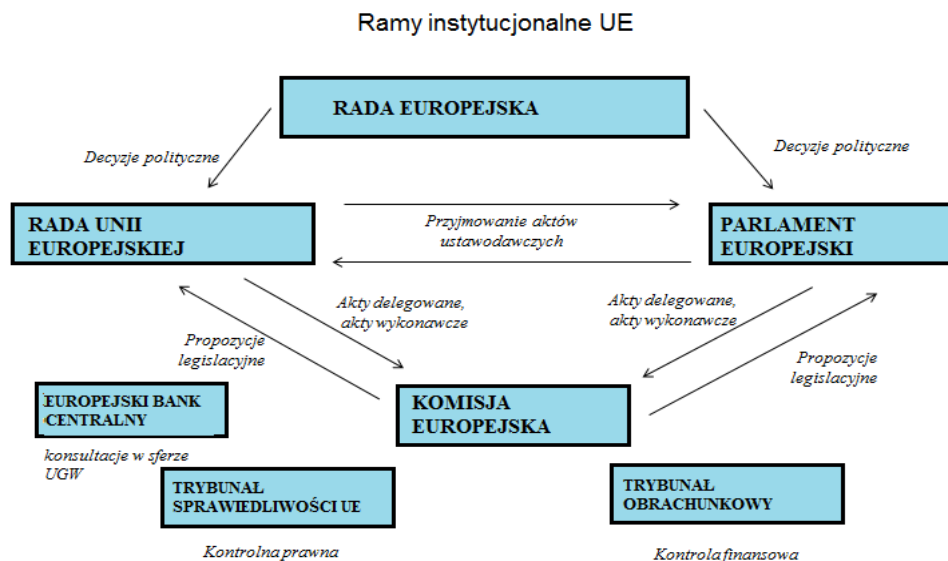 Ramy instytucjonalne UE
RADA EUROPEJSKA
Decyzje polityczne
Decyzje polityczne
RADA UNII
EUROPEJSKIEJ
Przyjmowanie aktów
ustawodawczych
PARLAMENT
EUROPEJSKI
Akty delegowane,
akty wykonawcze
Akty delegowane,
akty wykonawcze
Propozycje
legislacyjne
Propozycje
legislacyjne
EUROPEJSKI BANK
CENTRALNY
KOMISJA
EUROPEJSKA
konsultacje w sferze
UGW
TRYBUNAŁ
SPRAWIEDLIWOŚCI UE
TRYBUNAŁ
OBRACHUNKOWY
Kontrolna prawna
Kontrola finansowa